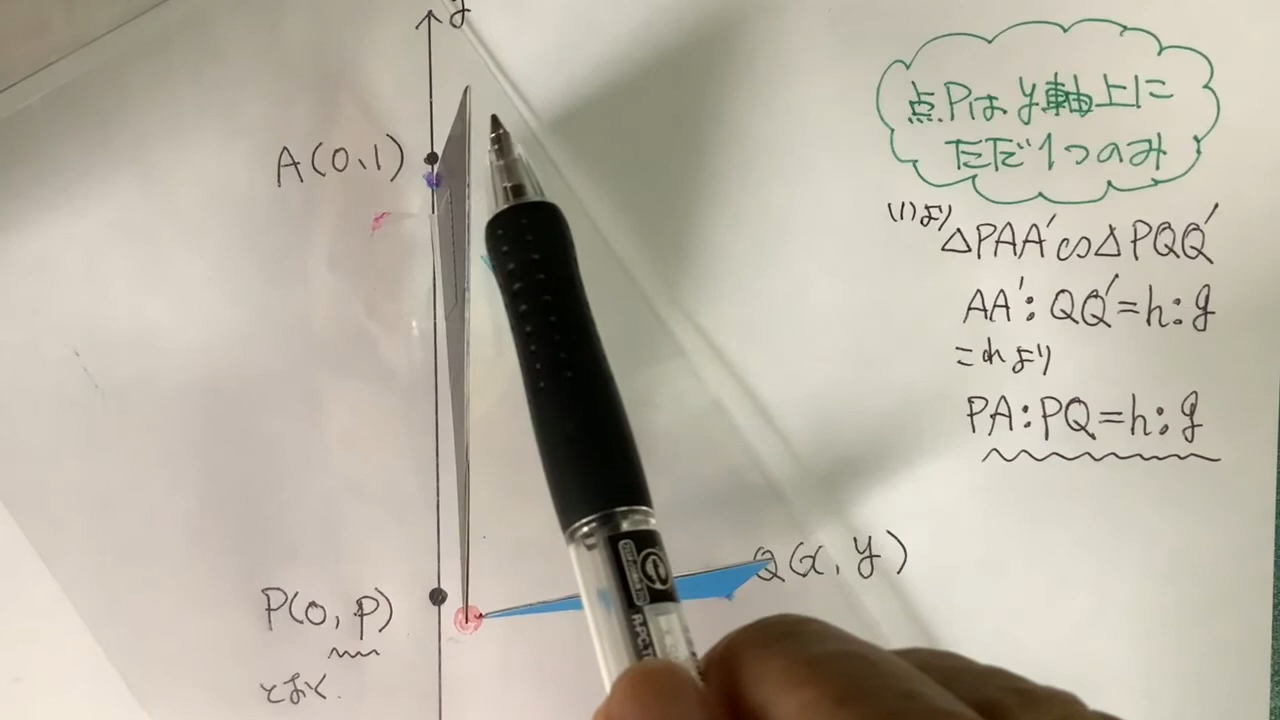 y
A(0,1)
P(0,p)
とおく.
Q(x,y)
点Pはy軸上に
ただ1つのみ
(1)より
△PAA'∽△PQQ'
AA':QQ'=h:g
これより
PA:PQ=h:g